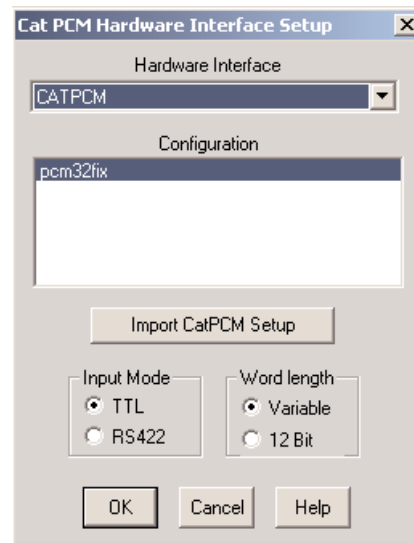 Cat PCM Hardware Interface Setup
Hardware Interface
CATPCM
Configuration
pcm32fix
Import CatPCM Setup
Input Mode Word length
TTL Variable
RS422 12 Bit
OK Cancel Help